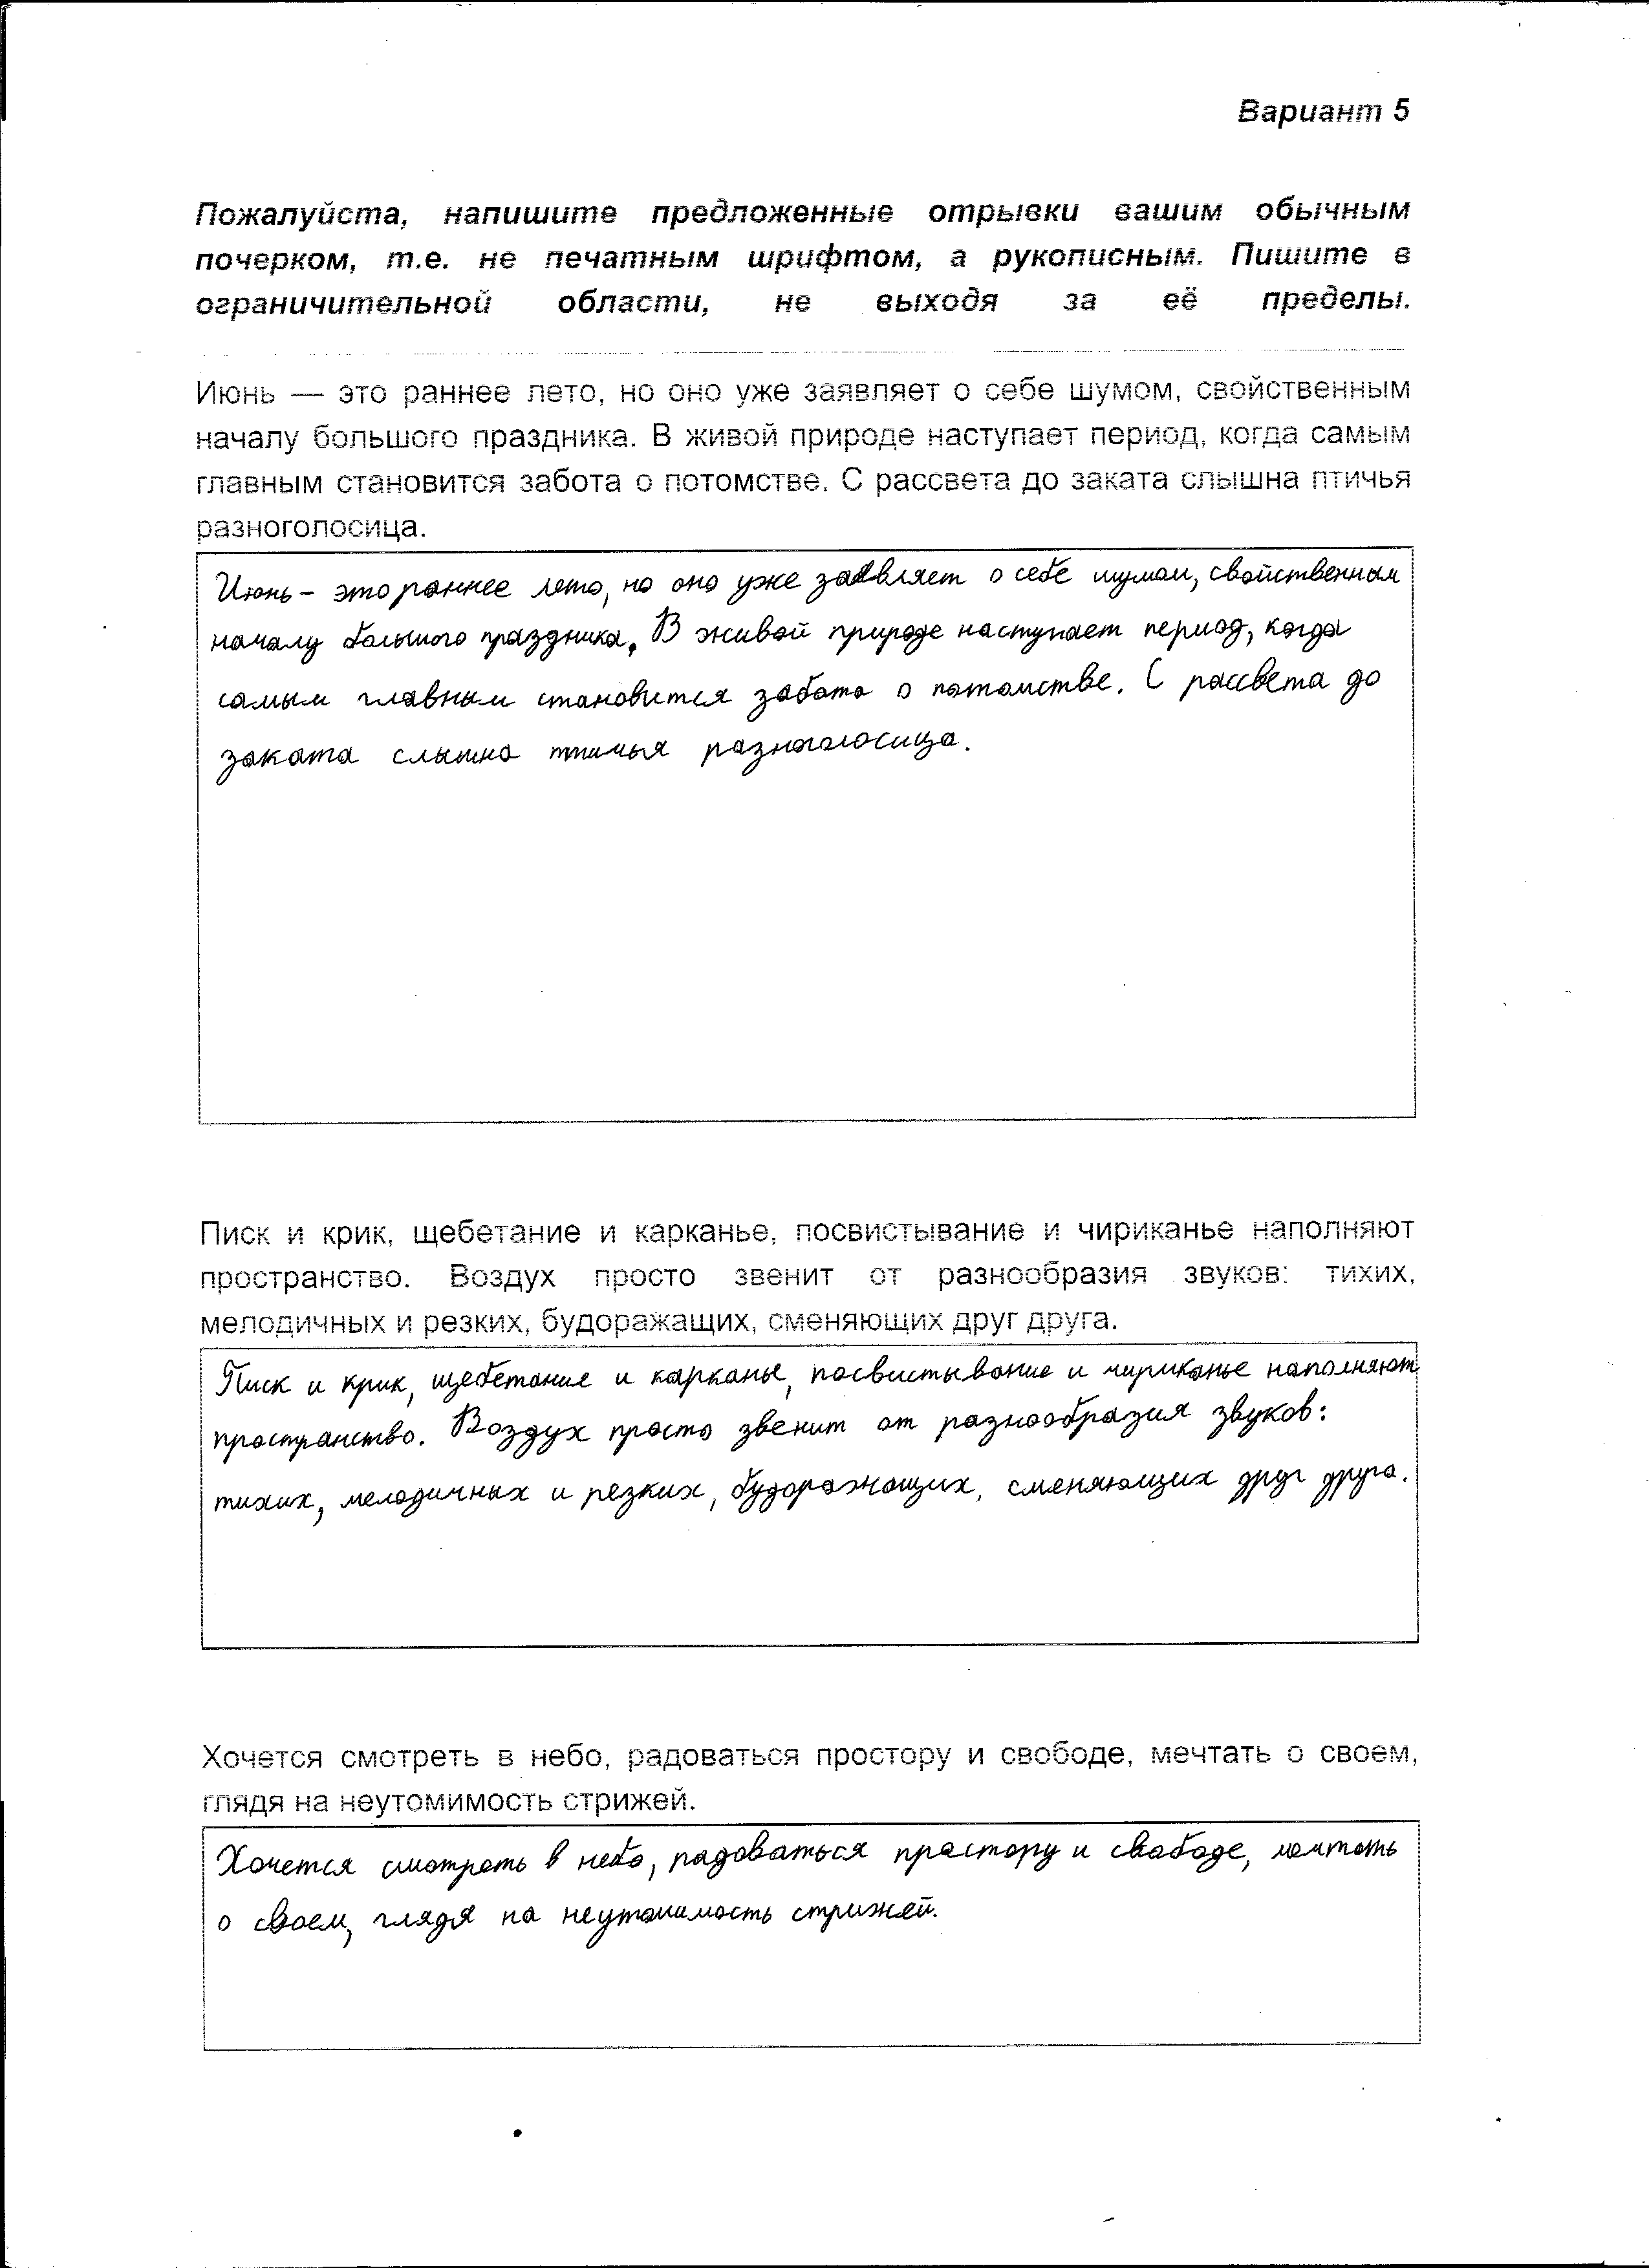 Вариант 5
Пожалуйста, напишите предложенные отрывки вашим обычным
почерком, т.е. не печатным шрифтом, а рукописным. Пишите в
ограничительной области, не выходя за её пределы.
Июнь — это раннее лето, но оно уже заявляет о себе шумом, свойственным
началу большого праздника. В живой природе наступает период, когда самым
главным становится забота о потомстве. С рассвета до заката слышна птичья
разноголосица.
Июнь – это раннее лето, но оно уже заявляет о себе шумом, свойственным
началу большого праздника. В живой природе наступает период, когда
самым главным становится забота о потомстве. С рассвета до
заката слышна птичья разноголосица.
Писк и крик, щебетание и карканье, посвистывание и чириканье наполняют
пространство. Воздух просто звенит от разнообразия звуков: тихих,
мелодичных и резких, будоражащих, сменяющих друг друга.
Писк и крик, щебетание и карканье, посвистывание и чириканье наполняют
пространство. Воздух просто звенит от разнообразия звуков:
тихих, мелодичных и резких, будоражащих, сменяющих друг друга.
Хочется смотреть в небо, радоваться простору и свободе, мечтать о своем,
глядя на неутомимость стрижей.
Хочется смотреть в небо, радоваться простору и свободе, мечтать
о своем, глядя на неутомимость стрижей.